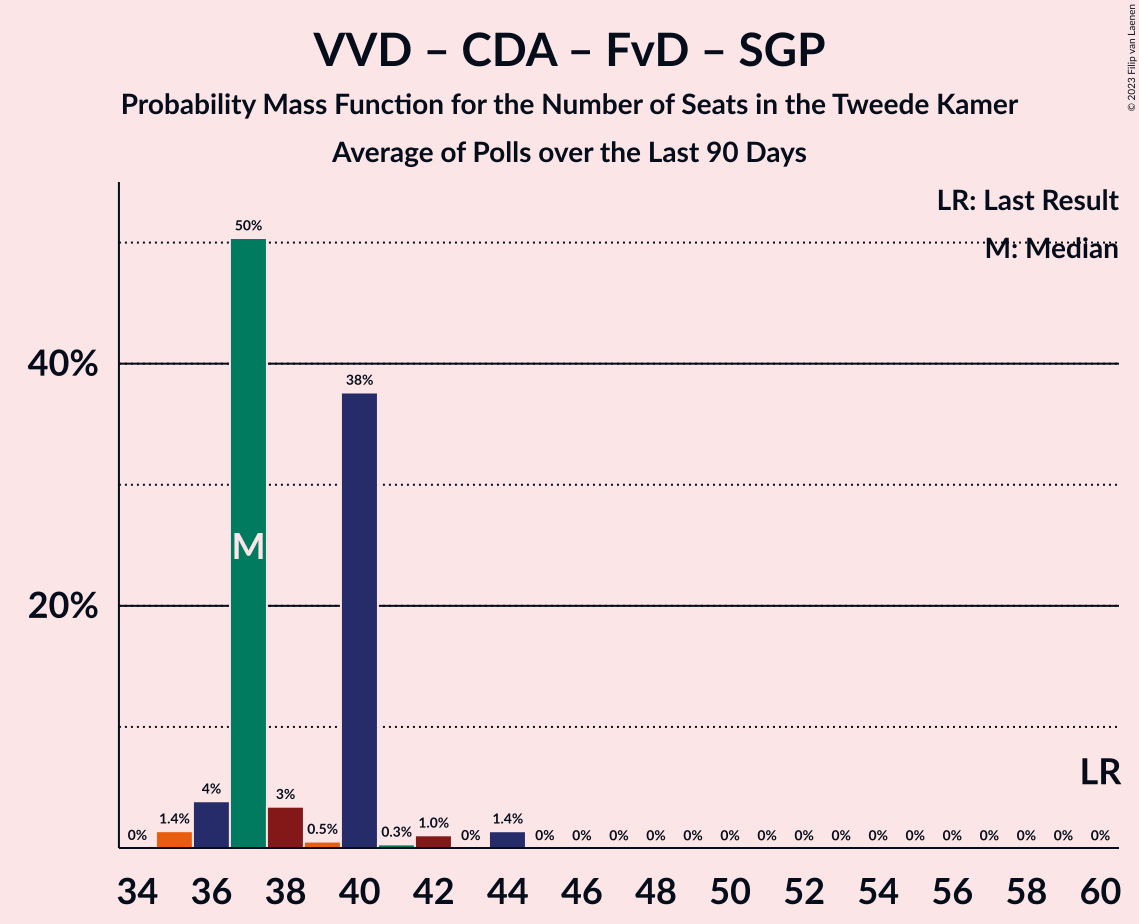 VVD – CDA – FvD – SGP
Probability Mass Function for the Number of Seats in the Tweede Kamer
Average of Polls over the Last 90 Days
© 2023 Filip van Laenen
LR: Last Result
M: Median
50%
40%
38%
M
20%
LR
0% 1.4% 4% 3% 0.5% 0.3% 1.0% 0% 1.4% 0% 0% 0% 0% 0% 0% 0% 0% 0% 0% 0% 0% 0% 0% 0% 0%
34 36 38 40 42 44 46 48 50 52 54 56 58 60